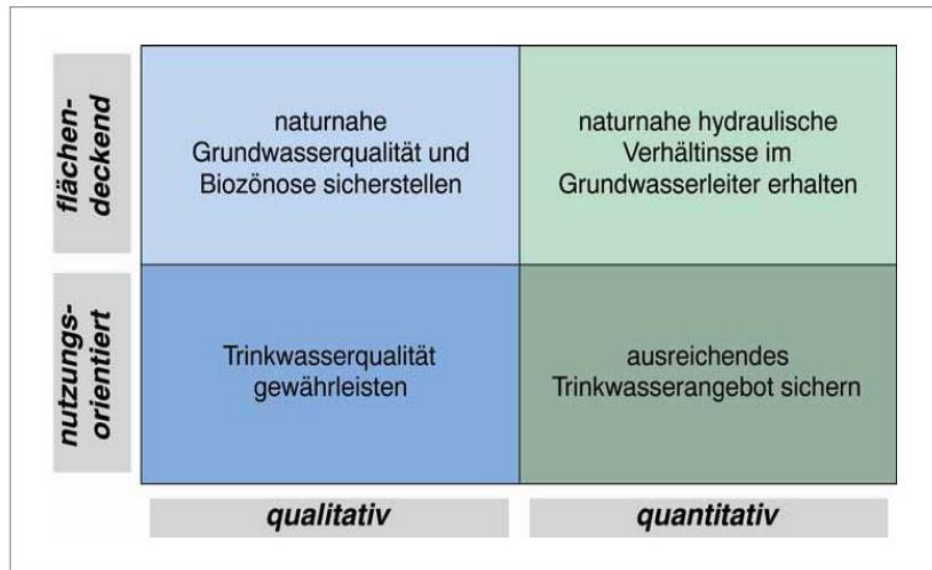 flächen-
deckend
naturnahe
Grundwasserqualität und
Biozönose sicherstellen
naturnahe hydraulische
Verhältinsse im
Grundwasserleiter erhalten
nutzungs-
orientiert
Trinkwasserqualität
gewährleisten
ausreichendes
Trinkwasserangebot sichern
qualitativ
quantitativ